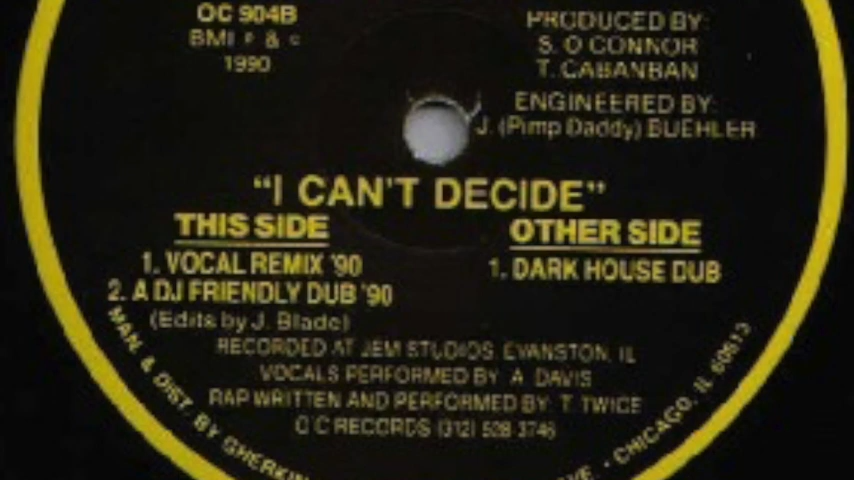 OC 904B
BMI P & C
1990
PRODUCED BY:
S. O CONNOR
T. CABANBAN
ENGINEERED BY:
J. (Pimp Daddy) BUEHLER
"I CAN'T DECIDE"
THIS SIDE
1. VOCAL REMIX '90
2. A DJ FRIENDLY DUB '90
(Edits by J. Blade)
OTHER SIDE
1. DARK HOUSE DUB
RECORDED AT JEM STUDIOS, EVANSTON, IL
VOCALS PERFORMED BY A. DAVIS
RAP WRITTEN AND PERFORMED BY: T. TWICE
O C RECORDS (312) 528-3746
MAN. & DIST. BY GHERKIN
• CHICAGO, IL 60613